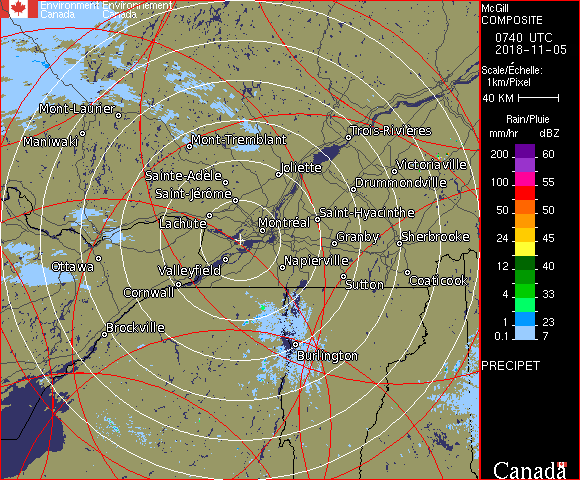 Environment Environnement
Canada Canada
McGill
COMPOSITE
0740 UTC
2018-11-05
Scale/Échelle:
1km/Pixel
40 KM
Rain/Pluie
mm/hr dBZ
200 60
100 55
50 50
24 45
12 40
4 33
1 23
0.1 7
PRECIPET
Canada
Mont-Laurier
Maniwaki
Mont-Tremblant
Trois-Rivières
Joliette
Victoriaville
Sainte-Adèle
Drummondville
Saint-Jérôme
Saint-Hyacinthe
Lachute
Montréal
Granby
Sherbrooke
Ottawa
Valleyfield
Napierville
Cornwall
Sutton
Coaticook
Brockville
Burlington